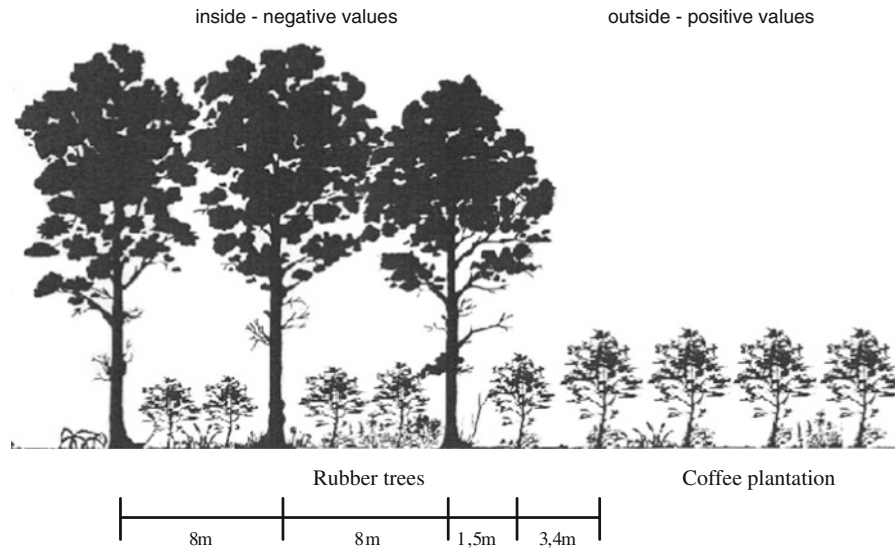 inside - negative values outside - positive values
Rubber trees Coffee plantation
8m 8m 1,5m 3,4m